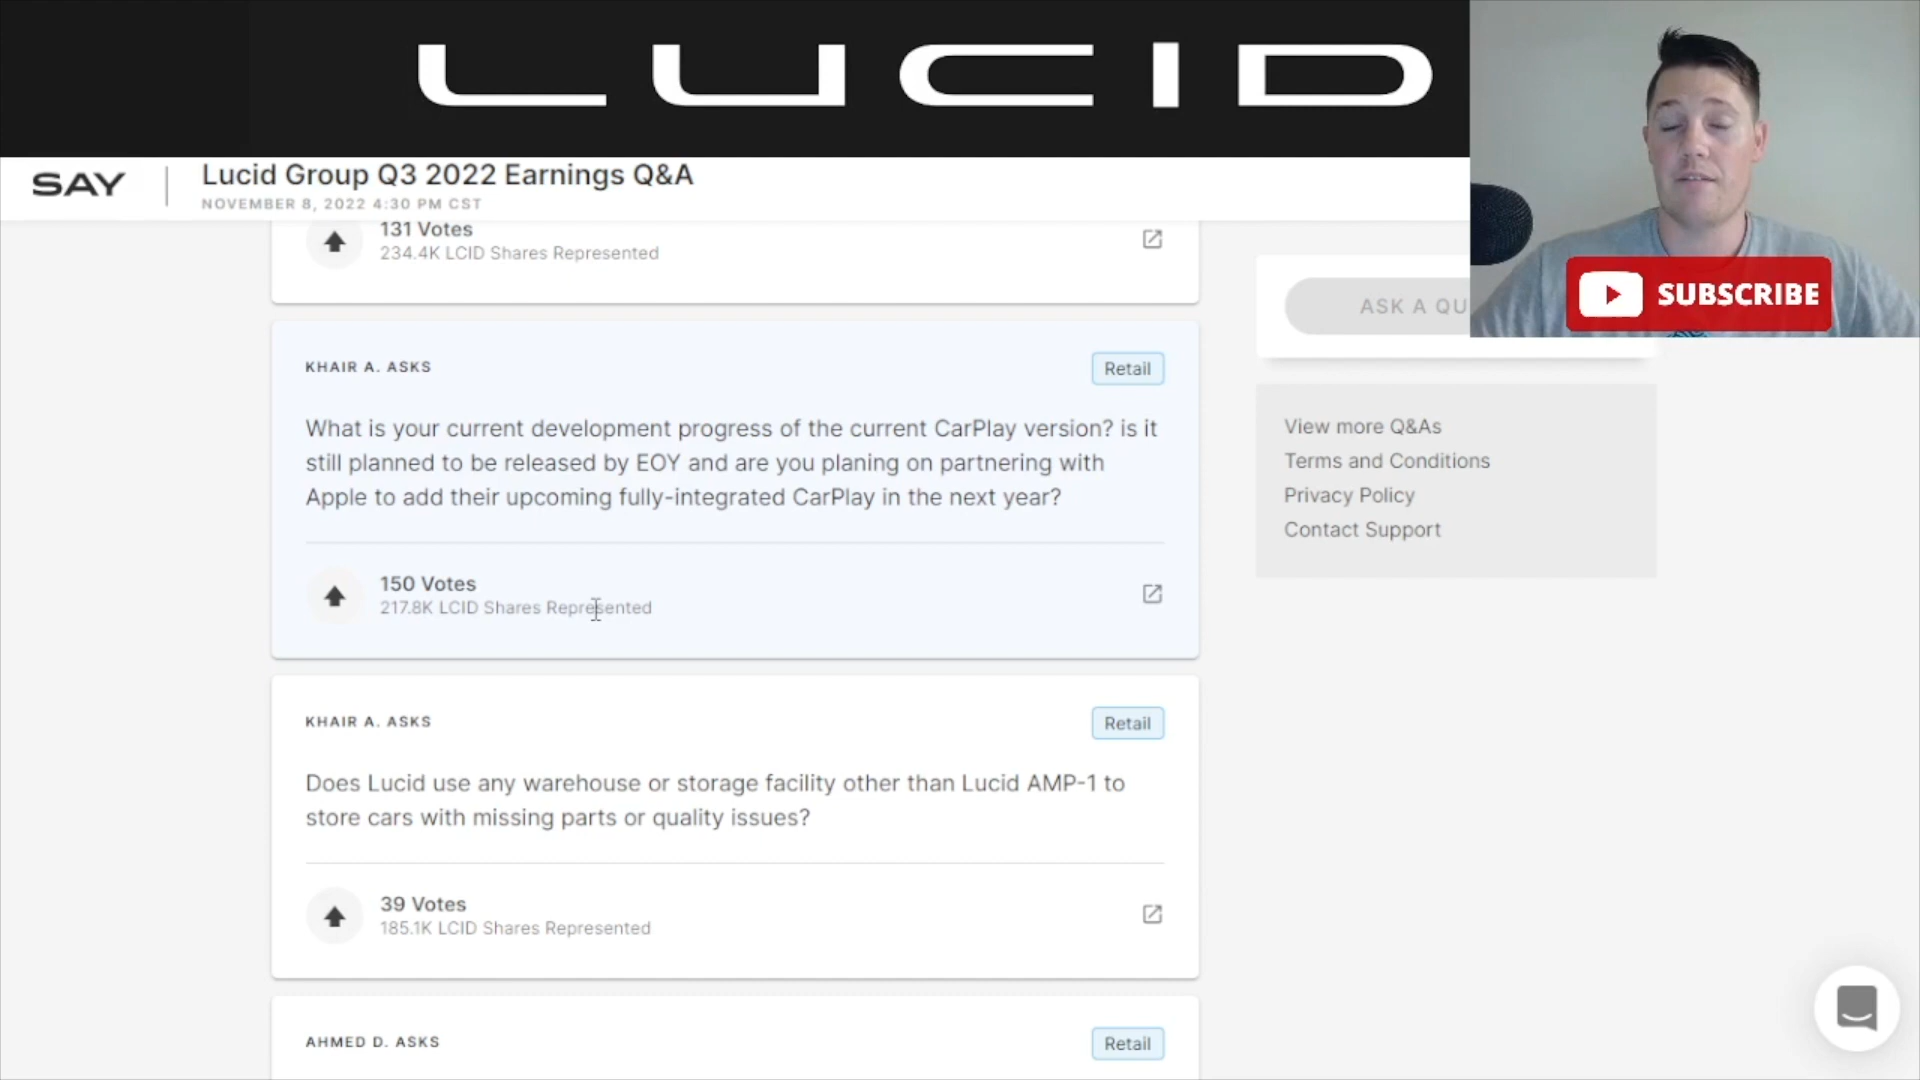 LUCID
SAY
Lucid Group Q3 2022 Earnings Q&A
NOVEMBER 8, 2022 4:30 PM CST
131 Votes
234.4K LCID Shares Represented
KHAIR A. ASKS
Retail
What is your current development progress of the current CarPlay version? is it
still planned to be released by EOY and are you planing on partnering with
Apple to add their upcoming fully-integrated CarPlay in the next year?
150 Votes
217.8K LCID Shares Represented
KHAIR A. ASKS
Retail
Does Lucid use any warehouse or storage facility other than Lucid AMP-1 to
store cars with missing parts or quality issues?
39 Votes
185.1K LCID Shares Represented
AHMED D. ASKS
Retail
SUBSCRIBE
ASK A QU
View more Q&As
Terms and Conditions
Privacy Policy
Contact Support